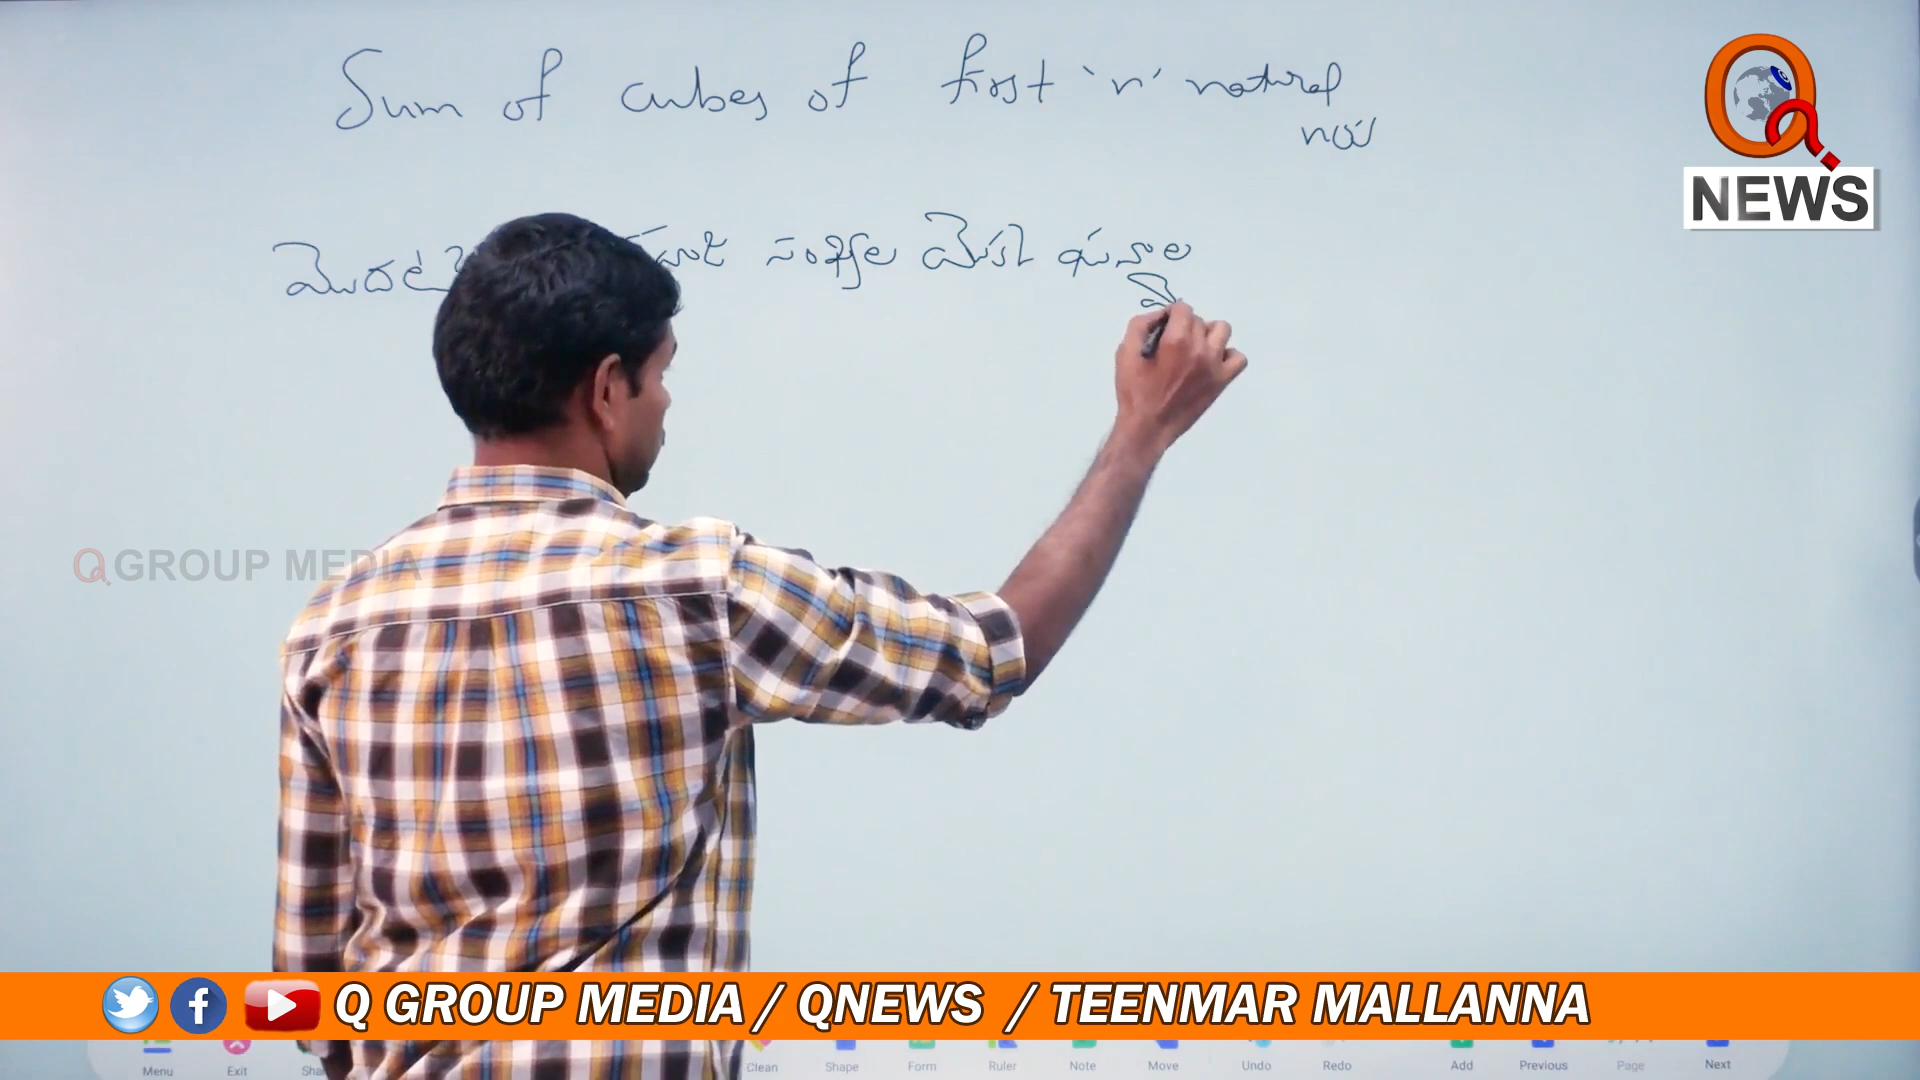 Sum of cubes of first 'n' natural
nos'
సంఖ్యల యొక్క ఘనాల
Q NEWS
Q GROUP MEDIA
Q GROUP MEDIA / QNEWS / TEENMAR MALLANNA
Menu Exit Clean Shape Form Ruler Note Move Undo Redo Add Previous Page Next